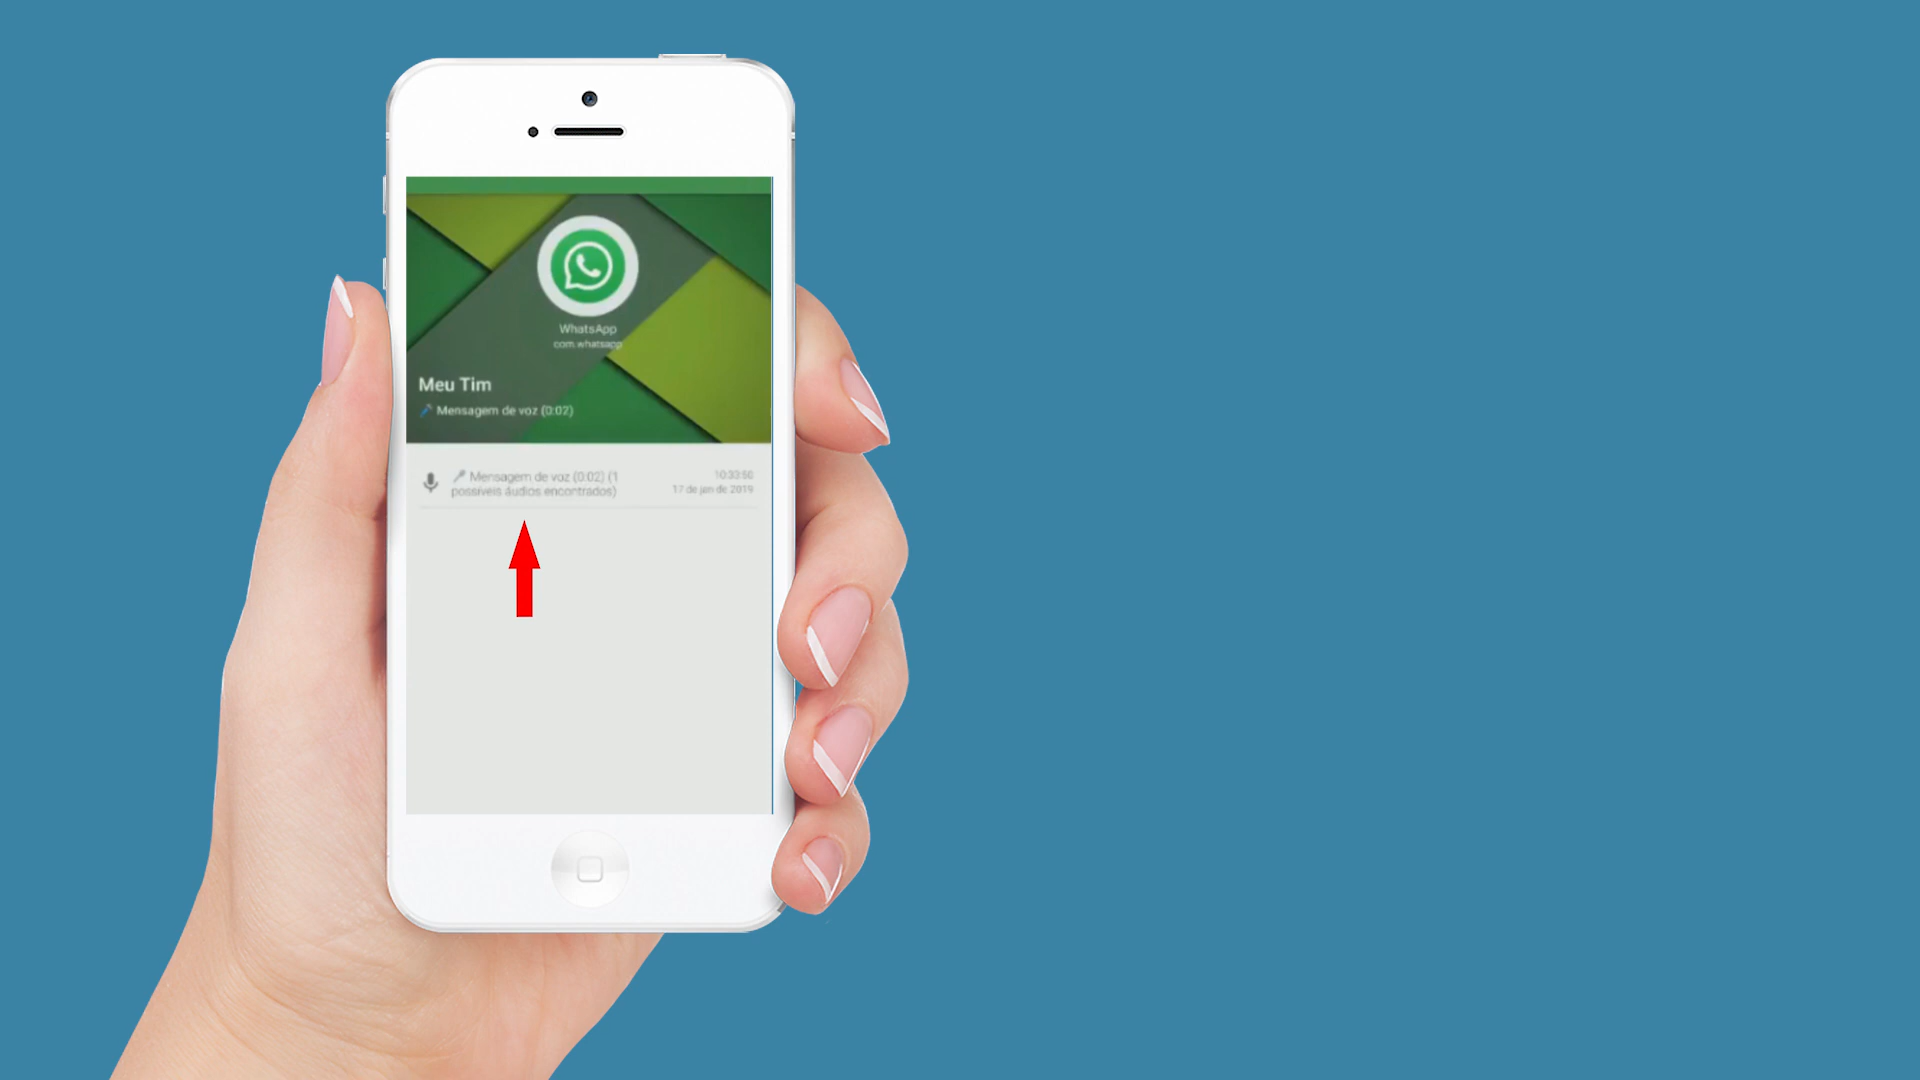 WhatsApp
com.whatsapp
Meu Tim
Mensagem de voz (0:02)
Mensagem de voz (0:02) (1
possíveis áudios encontrados)
10:33:56
17 de jan de 2019